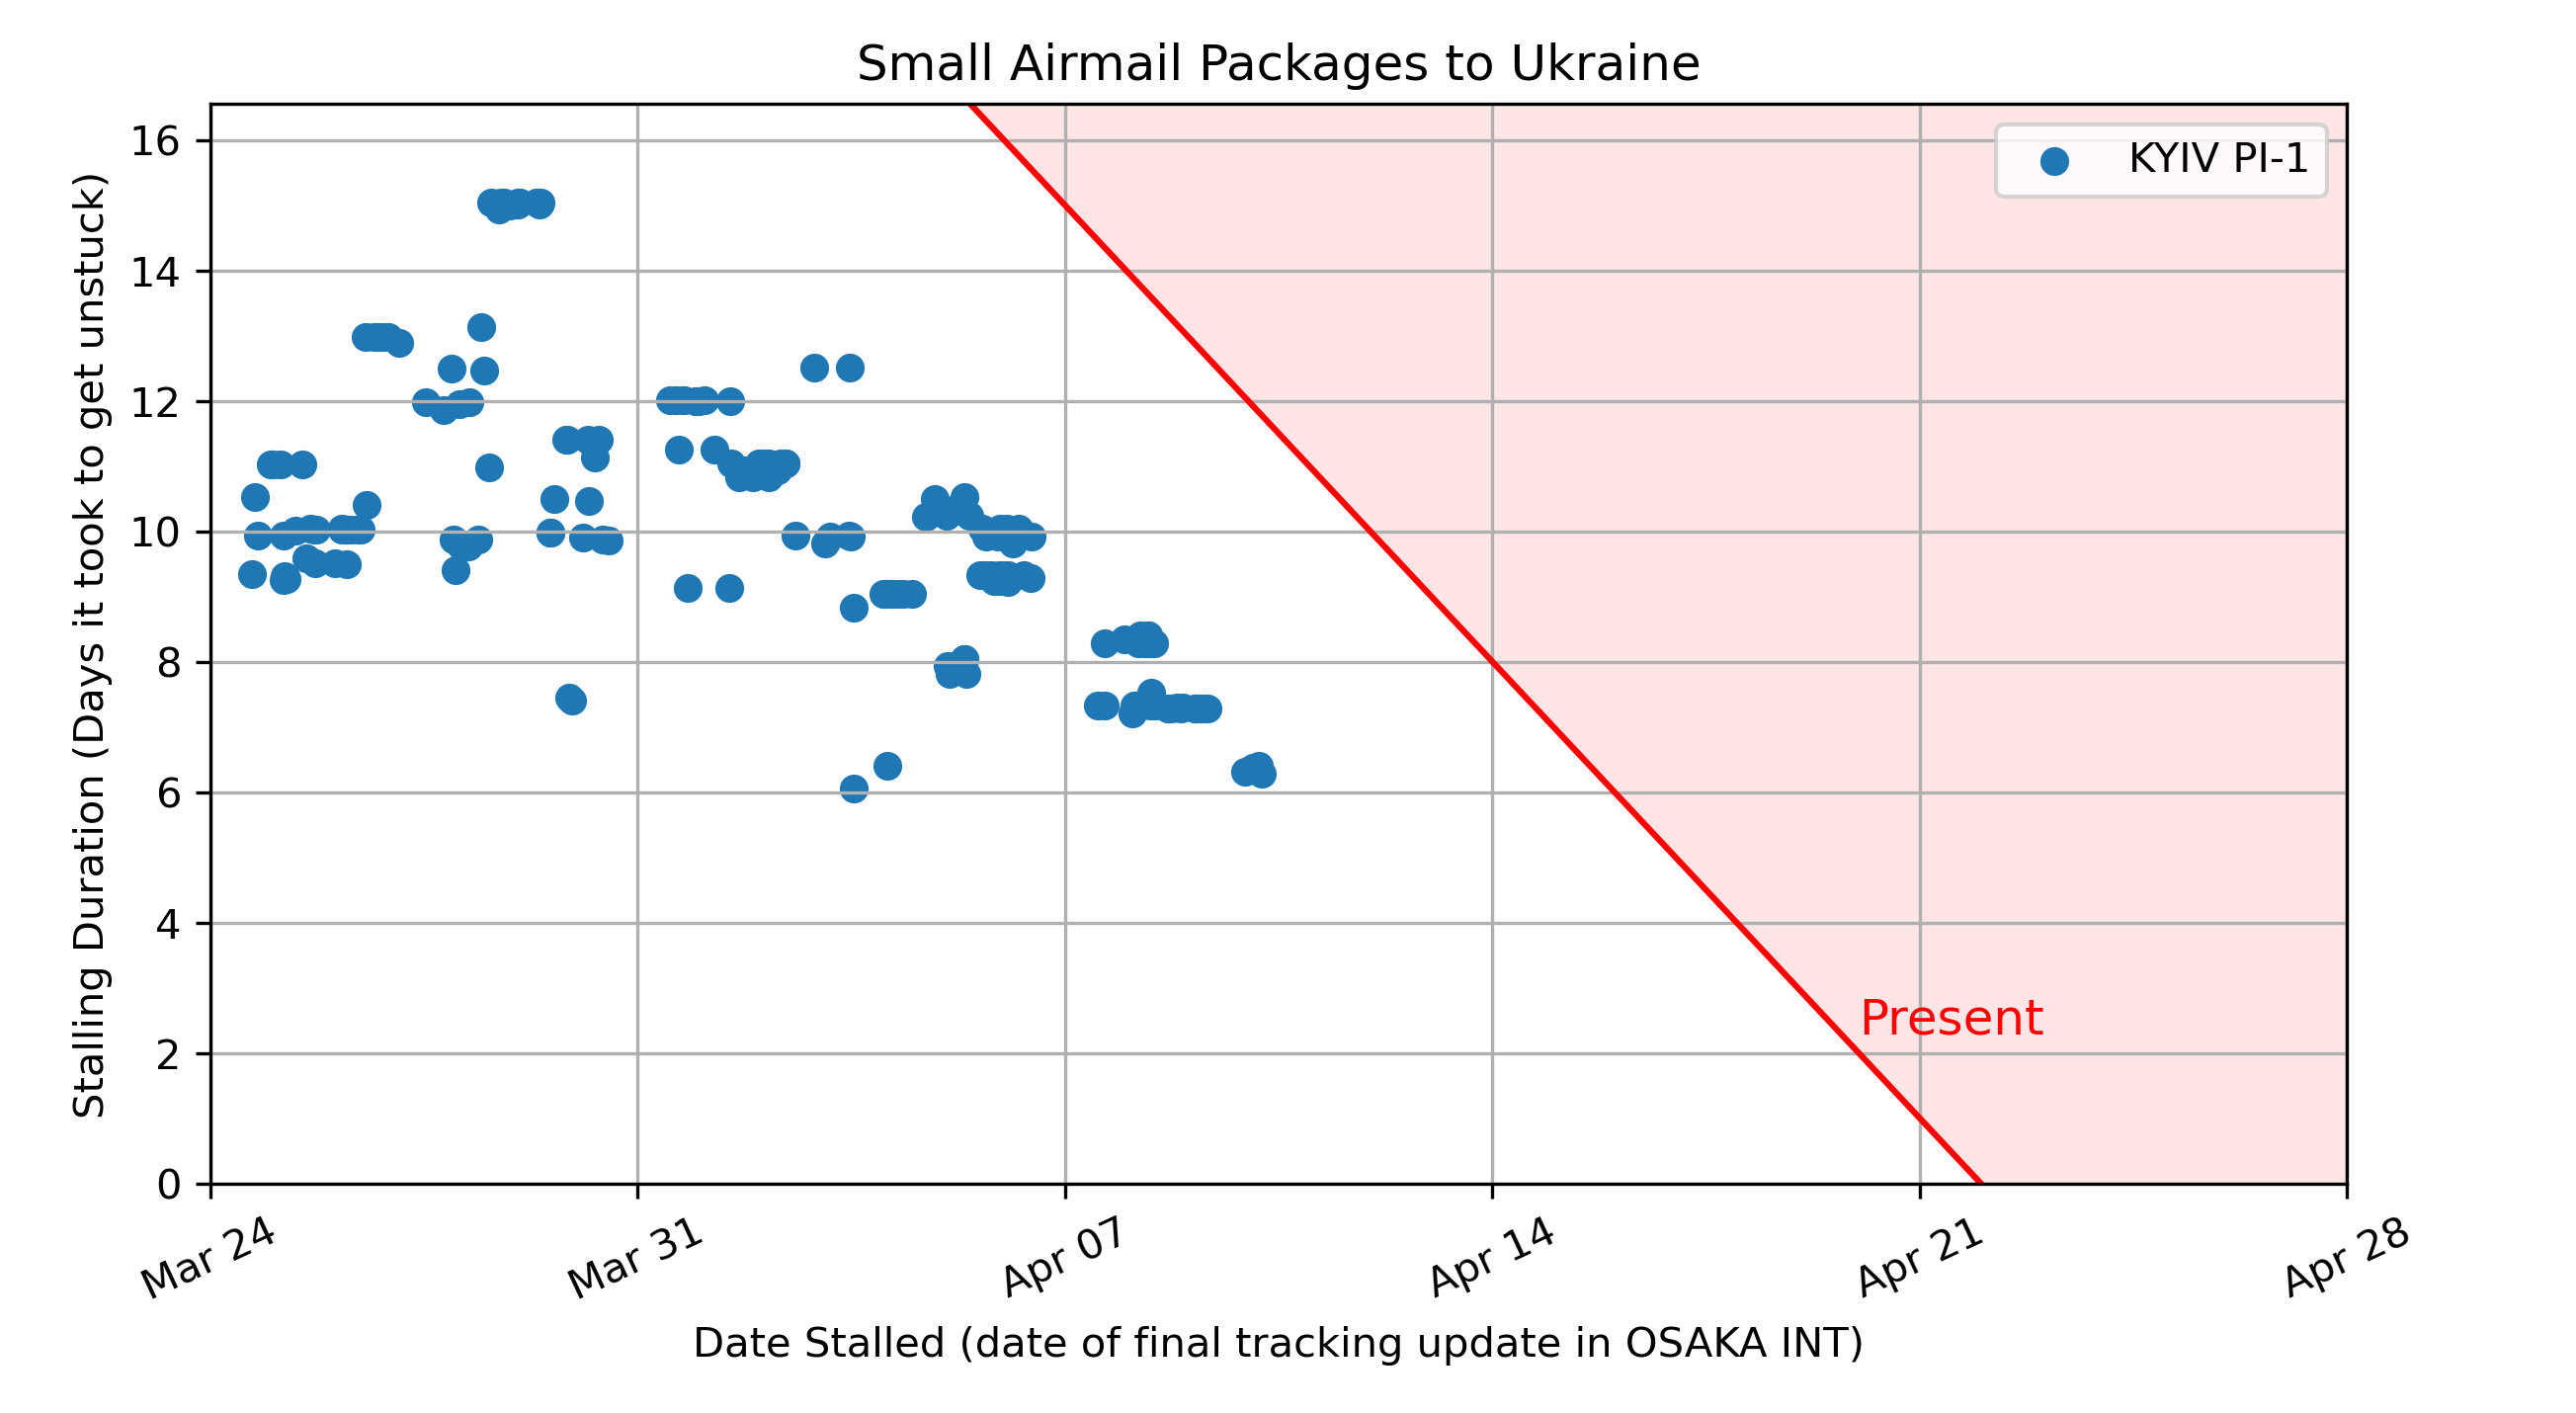 Small Airmail Packages to Ukraine
KYIV PI-1
Stalling Duration (Days it took to get unstuck)
16
14
12
10
8
6
4
2
0
Present
Mar 24
Mar 31
Apr 07
Apr 14
Apr 21
Apr 28
Date Stalled (date of final tracking update in OSAKA INT)